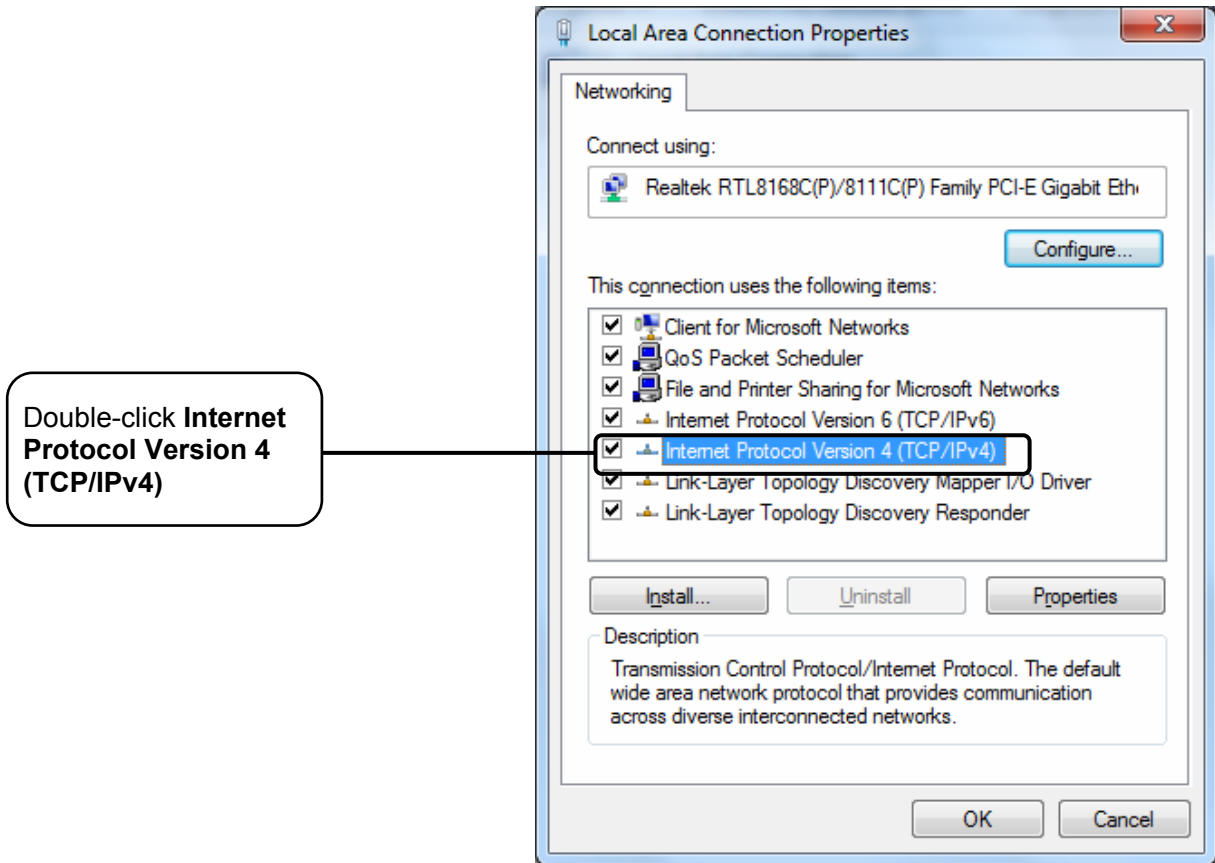 Local Area Connection Properties
Networking
Connect using:
Realtek RTL8168C(P)/8111C(P) Family PCI-E Gigabit Eth
Configure...
This connection uses the following items:
Client for Microsoft Networks
QoS Packet Scheduler
File and Printer Sharing for Microsoft Networks
Internet Protocol Version 6 (TCP/IPv6)
Internet Protocol Version 4 (TCP/IPv4)
Link-Layer Topology Discovery Mapper I/O Driver
Link-Layer Topology Discovery Responder
Double-click Internet
Protocol Version 4
(TCP/IPv4)
Install...
Uninstall
Properties
Description
Transmission Control Protocol/Internet Protocol. The default
wide area network protocol that provides communication
across diverse interconnected networks.
OK
Cancel